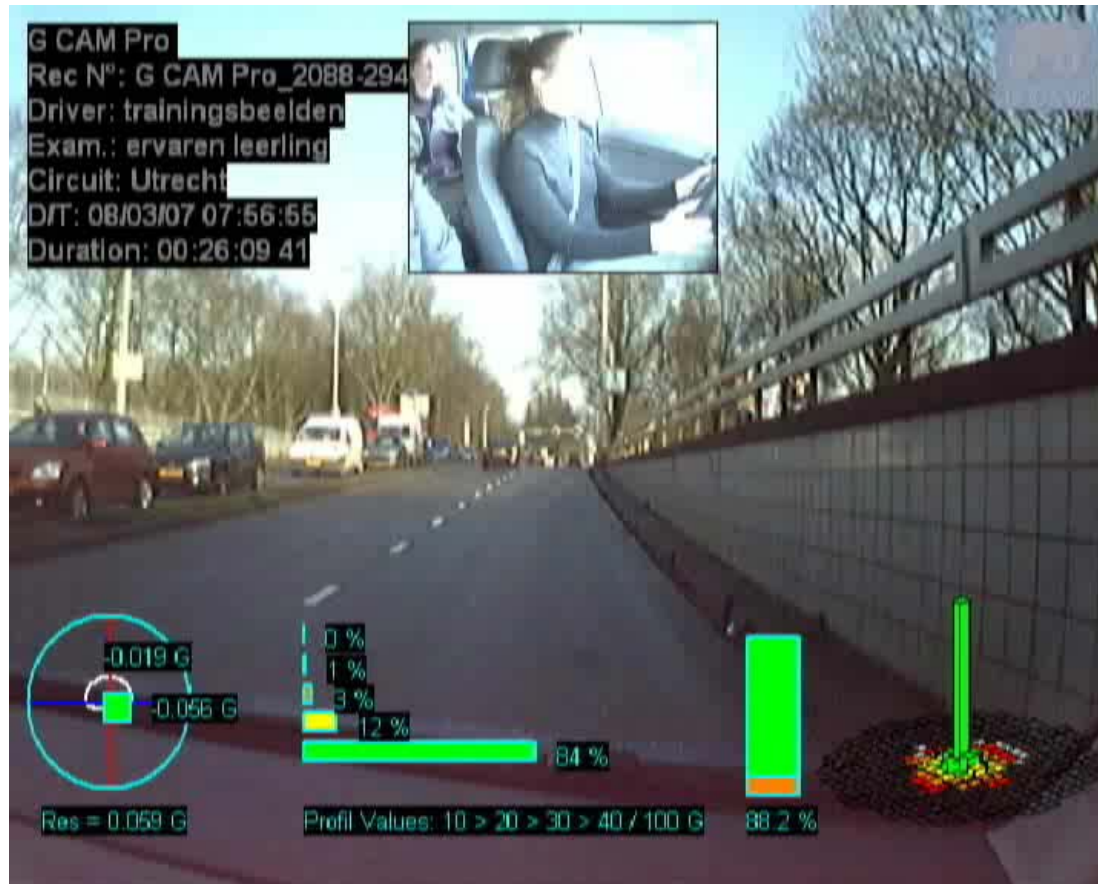 G CAM Pro
Rec Nº: G CAM Pro_2088-294
Driver: trainingsbeelden
Exam.: ervaren leerling
Circuit: Utrecht
D/T: 08/03/07 07:56:55
Duration: 00:26:09 41
0 %
-0.019 G
1 %
3 %
-0.056 G
12 %
84 %
Res = 0.059 G
Profil Values: 10 > 20 > 30 > 40 / 100 G
88.2 %